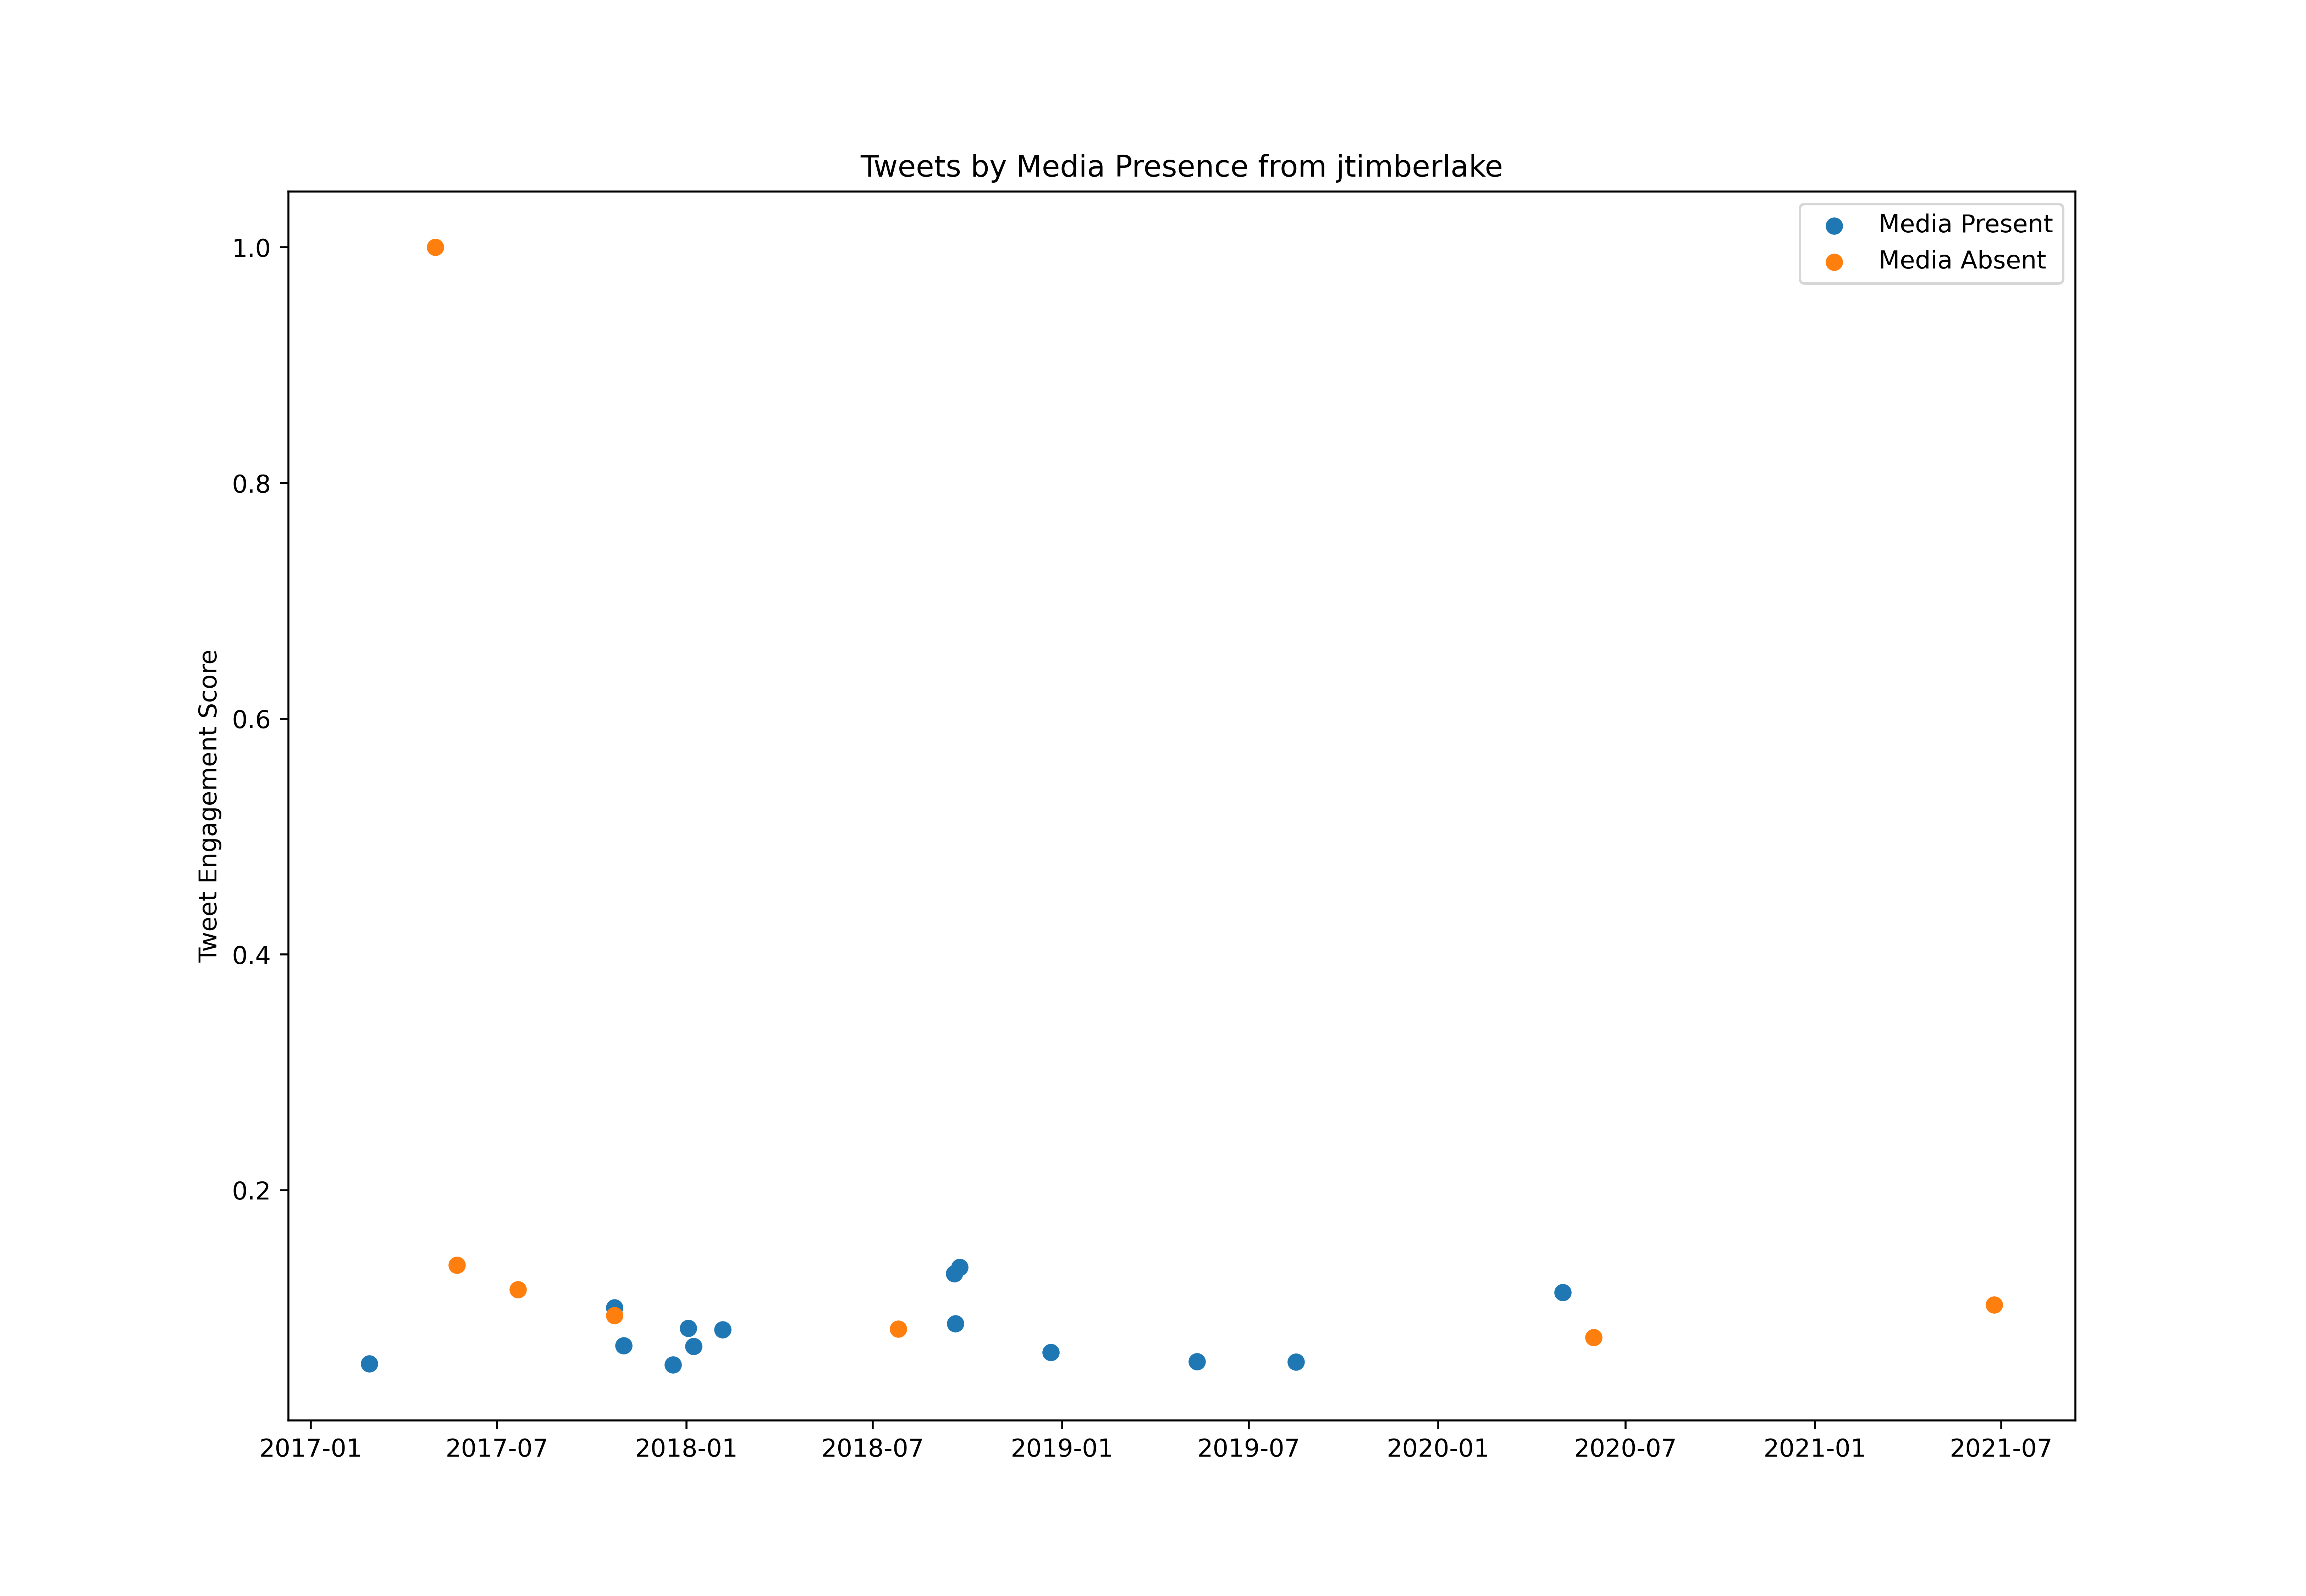 Tweets by Media Presence from jtimberlake
Media Present
Media Absent
Tweet Engagement Score
1.0
0.8
0.6
0.4
0.2
2017-01 2017-07 2018-01 2018-07 2019-01 2019-07 2020-01 2020-07 2021-01 2021-07